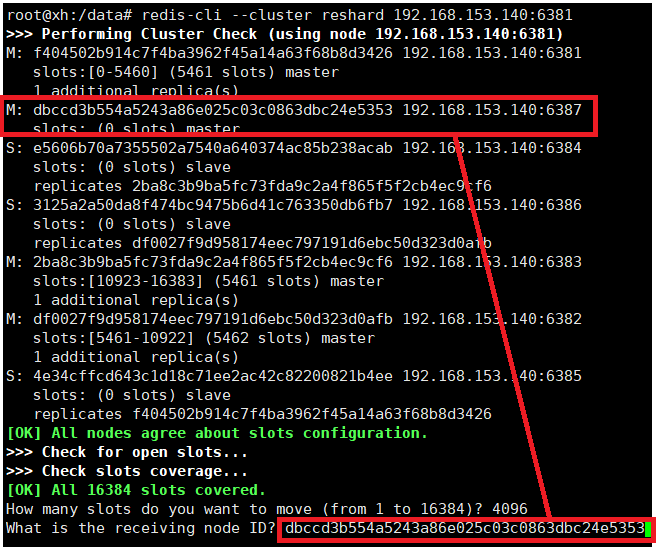 root@xh:/data# redis-cli --cluster reshard 192.168.153.140:6381
>>> Performing Cluster Check (using node 192.168.153.140:6381)
M: f404502b914c7f4ba3962f45a14a63f68b8d3426 192.168.153.140:6381
slots:[0-5460] (5461 slots) master
1 additional replica(s)
M: dbccd3b554a5243a86e025c03c0863dbc24e5353 192.168.153.140:6387
slots: (0 slots) master
S: e5606b70a7355502a7540a640374ac85b238acab 192.168.153.140:6384
slots: (0 slots) slave
replicates 2ba8c3b9ba5fc73fda9c2a4f865f5f2cb4ec9cf6
S: 3125a2a50da8f474bc9475b6d41c763350db6fb7 192.168.153.140:6386
slots: (0 slots) slave
replicates df0027f9d958174eec797191d6ebc50d323d0afb
M: 2ba8c3b9ba5fc73fda9c2a4f865f5f2cb4ec9cf6 192.168.153.140:6383
slots:[10923-16383] (5461 slots) master
1 additional replica(s)
M: df0027f9d958174eec797191d6ebc50d323d0afb 192.168.153.140:6382
slots:[5461-10922] (5462 slots) master
1 additional replica(s)
S: 4e34cffcd643c1d18c71ee2ac42c82200821b4ee 192.168.153.140:6385
slots: (0 slots) slave
replicates f404502b914c7f4ba3962f45a14a63f68b8d3426
[OK] All nodes agree about slots configuration.
>>> Check for open slots...
>>> Check slots coverage...
[OK] All 16384 slots covered.
How many slots do you want to move (from 1 to 16384)? 4096
What is the receiving node ID? dbccd3b554a5243a86e025c03c0863dbc24e5353